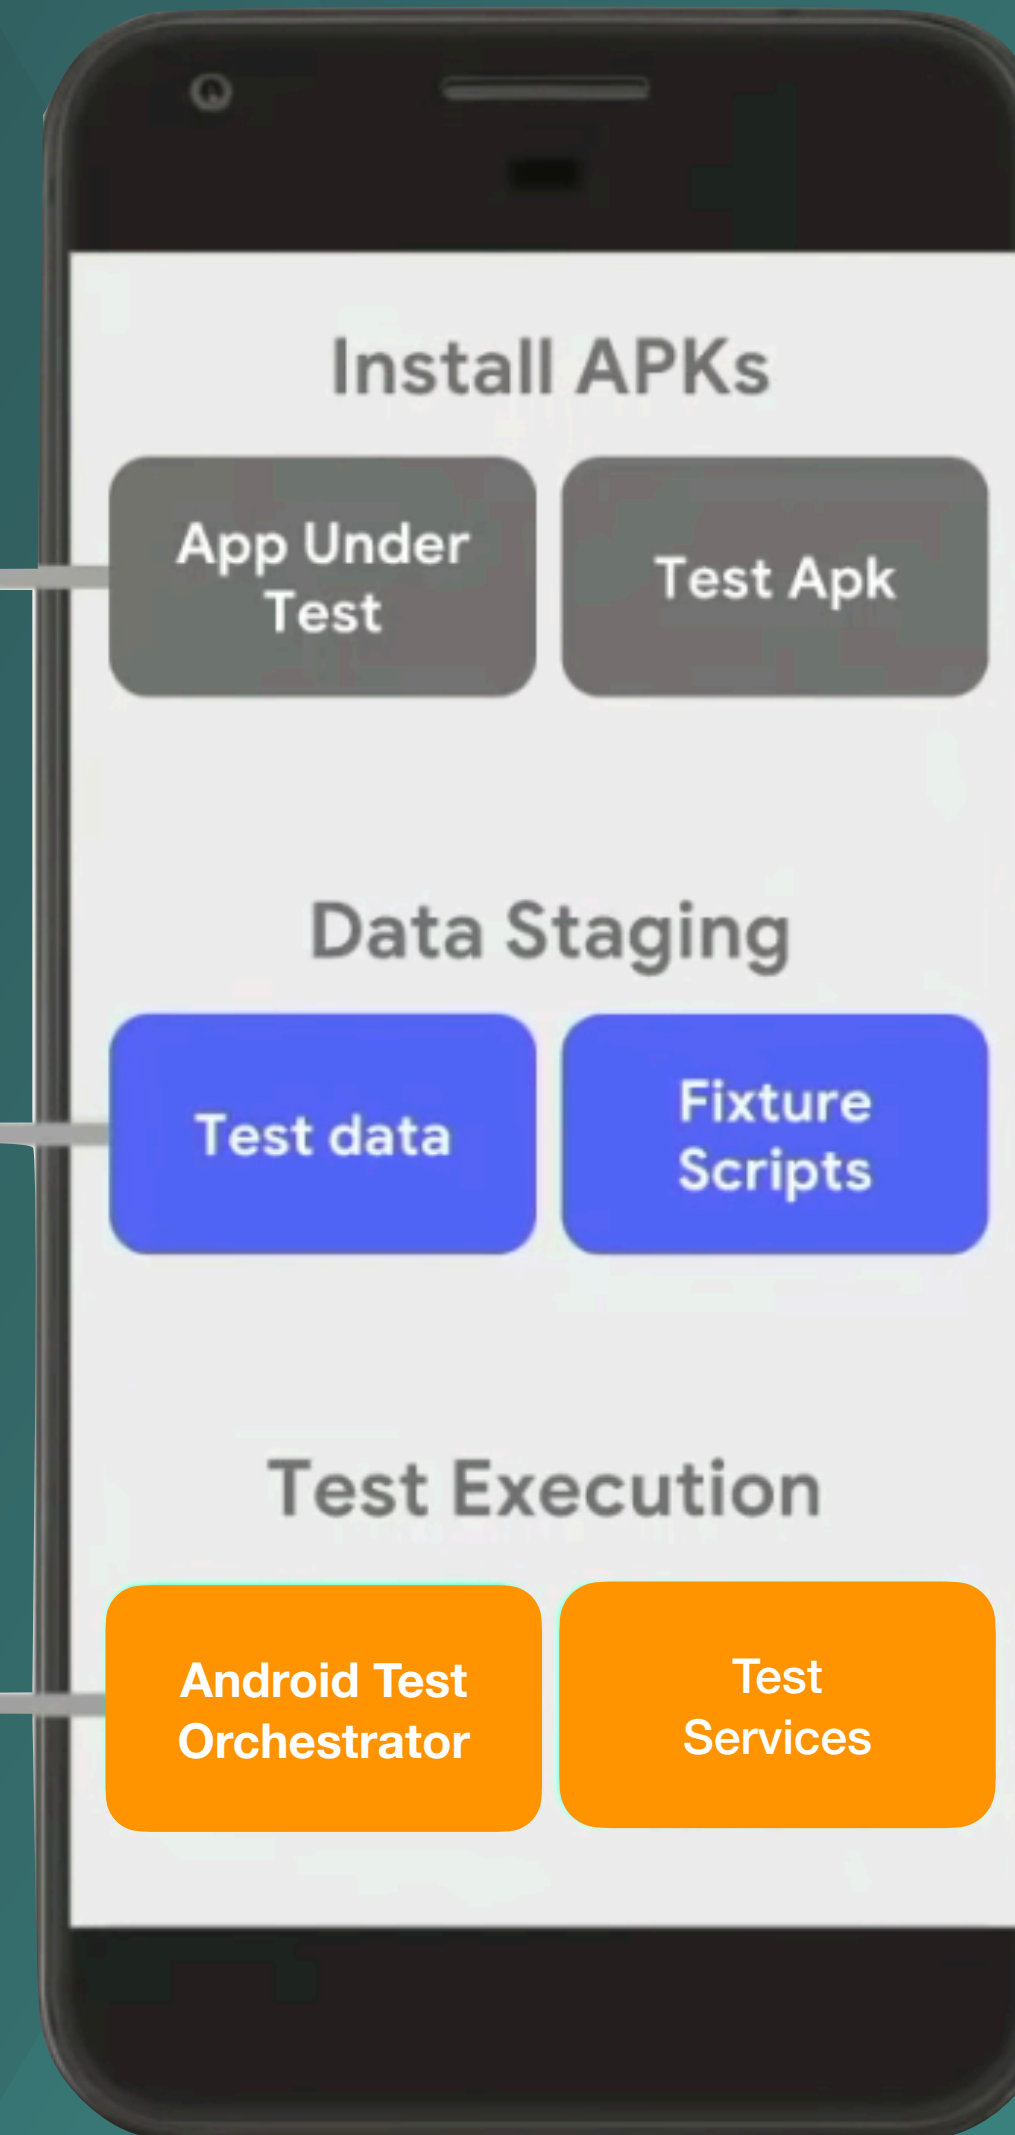 Install APKs
App Under
Test
Test Apk
Data Staging
Test data
Fixture
Scripts
Test Execution
Android Test
Orchestrator
Test
Services